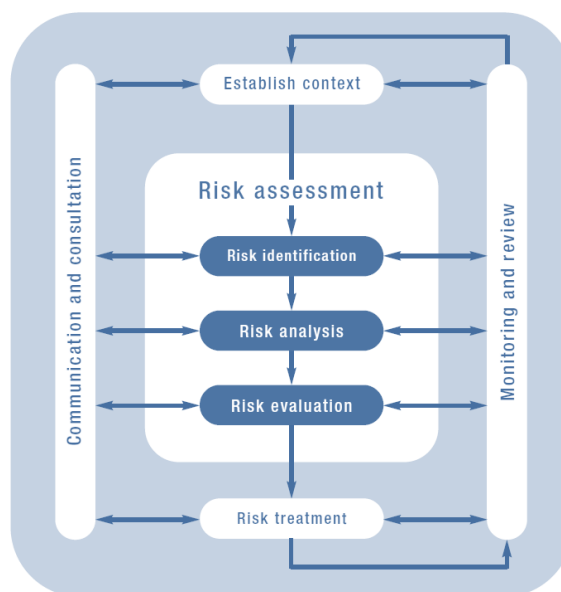 Establish context
Communication and consultation
Risk assessment
Risk identification
Risk analysis
Risk evaluation
Monitoring and review
Risk treatment